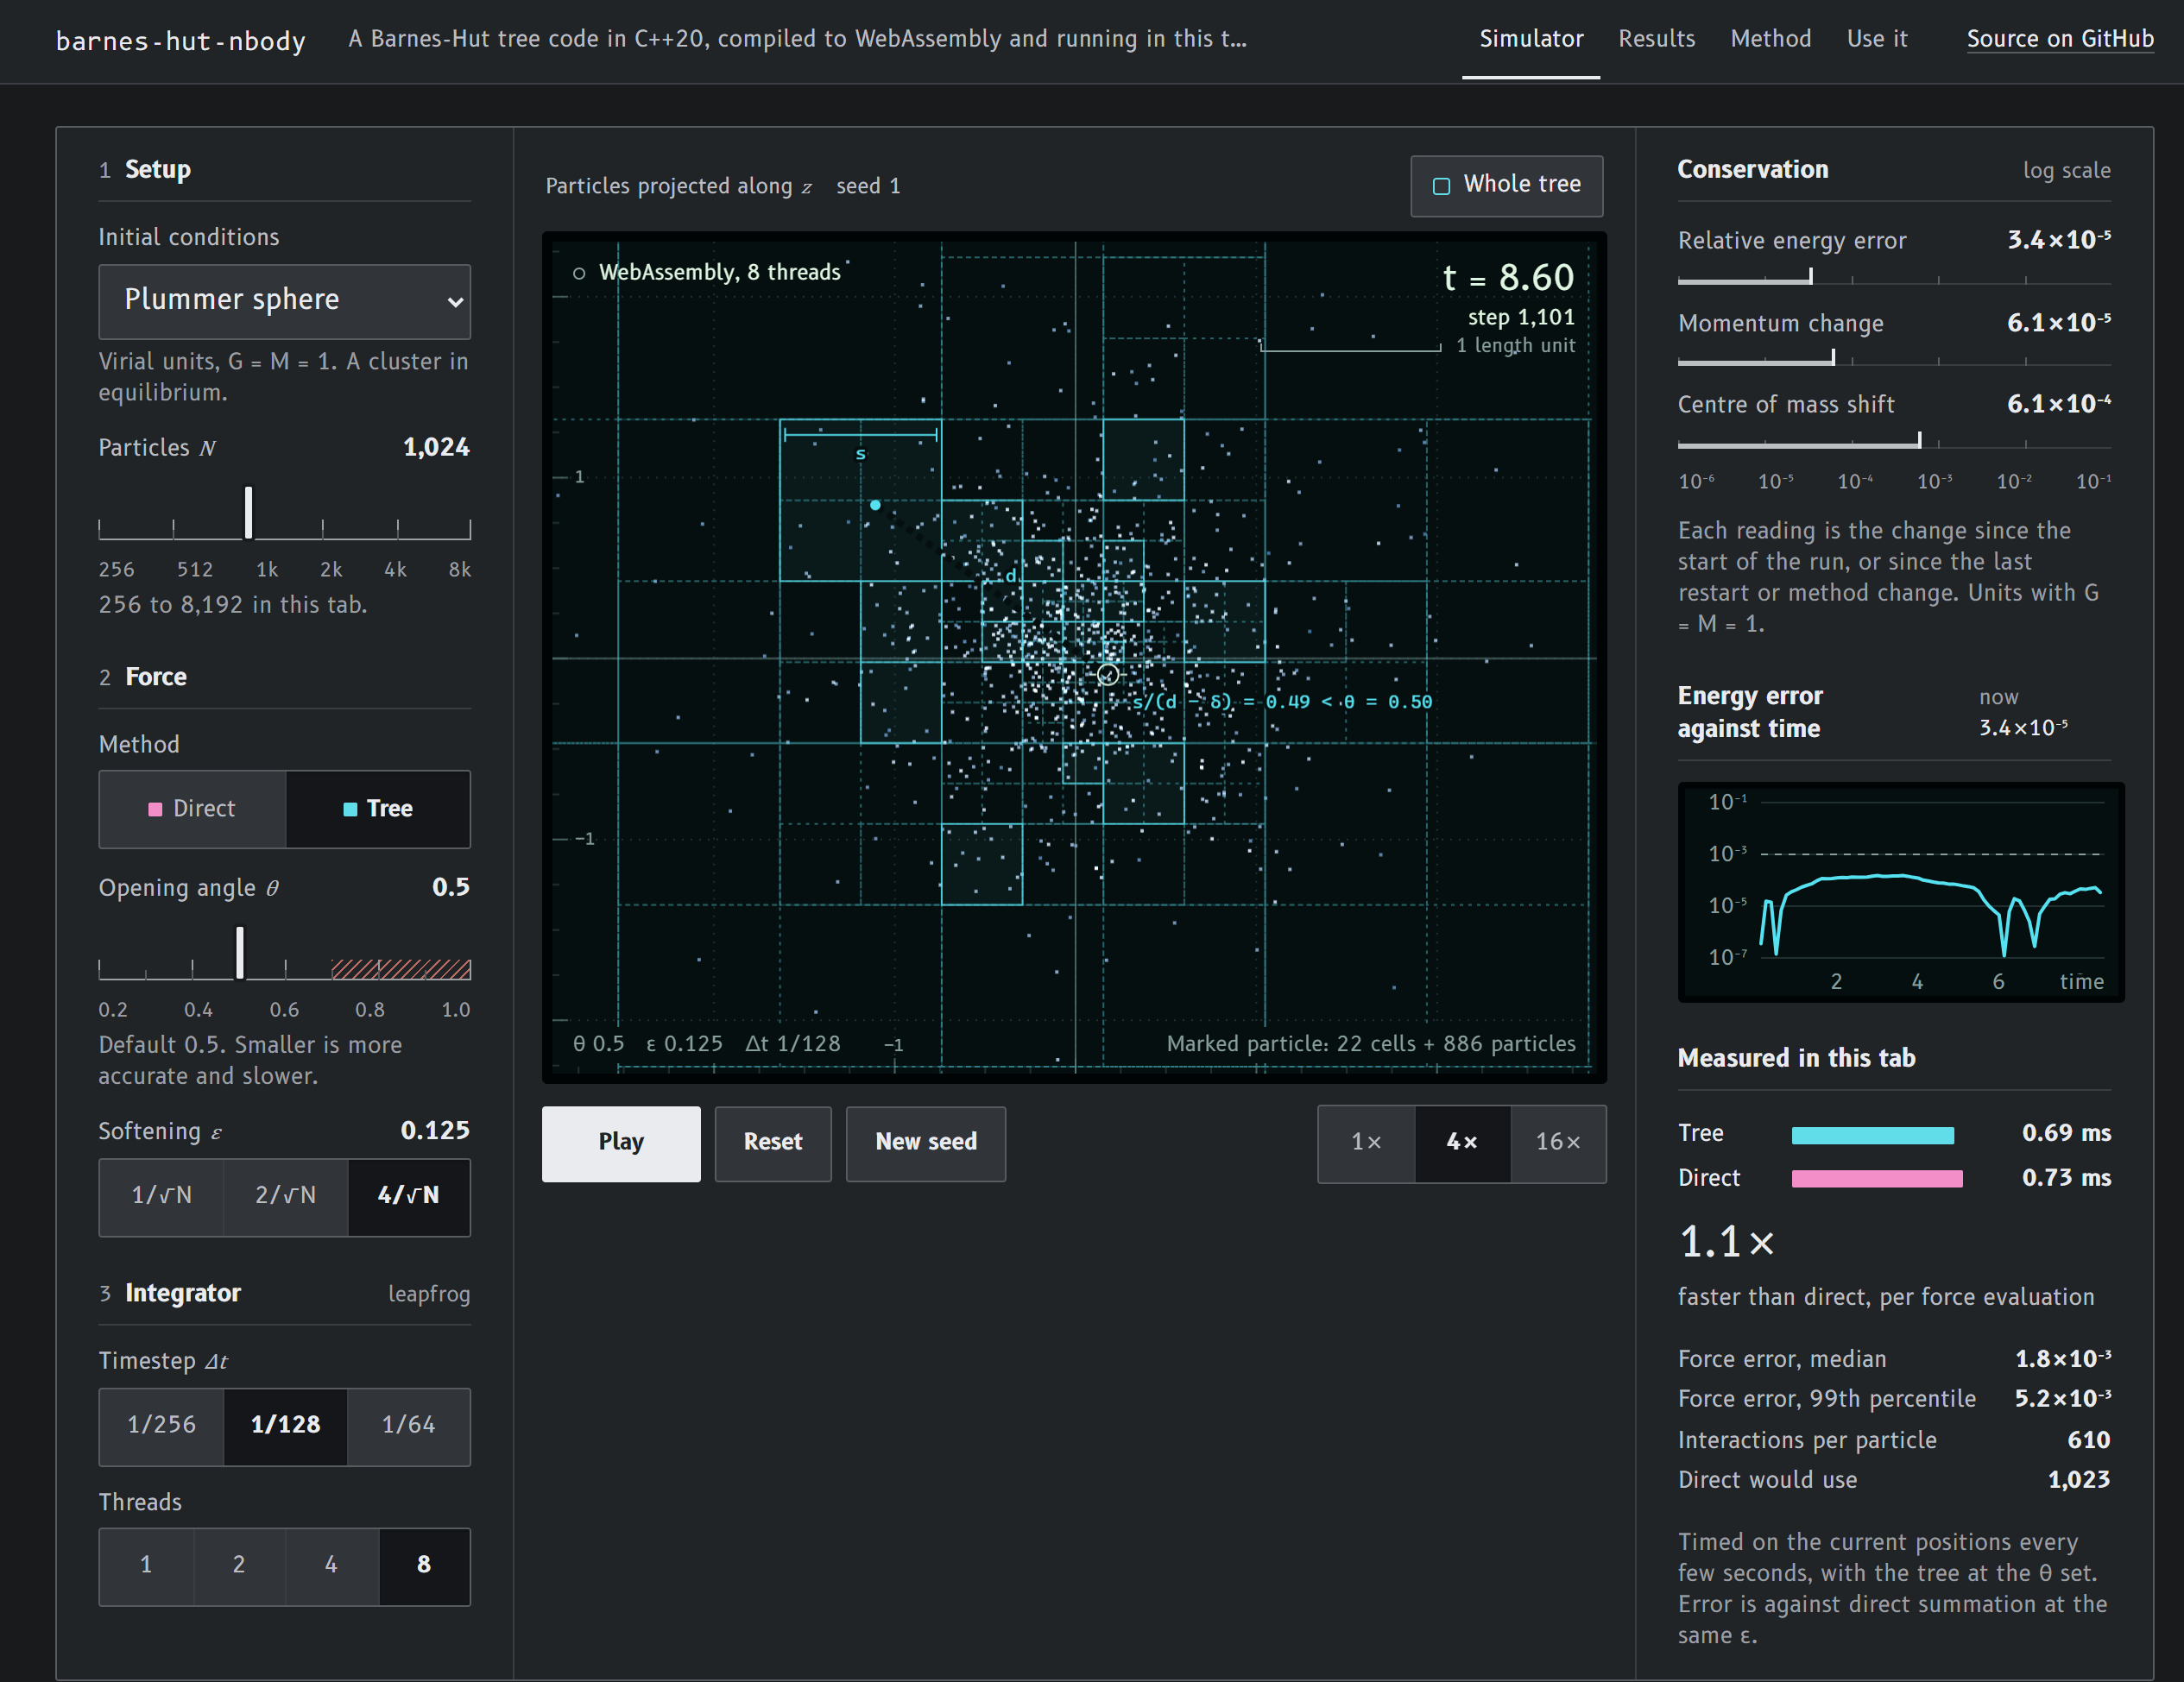 barnes-hut-nbody
A Barnes-Hut tree code in C++20, compiled to WebAssembly and running in this t...
Simulator Results Method Use it Source on GitHub
1 Setup
Initial conditions
Plummer sphere
Virial units, G = M = 1. A cluster in
equilibrium.
Particles N 1,024
256 512 1k 2k 4k 8k
256 to 8,192 in this tab.
2 Force
Method
Direct Tree
Opening angle θ 0.5
0.2 0.4 0.6 0.8 1.0
Default 0.5. Smaller is more
accurate and slower.
Softening ε 0.125
1/√N 2/√N 4/√N
3 Integrator leapfrog
Timestep Δt
1/256 1/128 1/64
Threads
1 2 4 8
Particles projected along z seed 1
Whole tree
WebAssembly, 8 threads
t = 8.60
step 1,101
1 length unit
s
1
d
s/(d − δ) = 0.49 < θ = 0.50
−1
θ 0.5 ε 0.125 Δt 1/128 −1
Marked particle: 22 cells + 886 particles
Play Reset New seed
1× 4× 16×
Conservation log scale
Relative energy error 3.4×10⁻⁵
Momentum change 6.1×10⁻⁵
Centre of mass shift 6.1×10⁻⁴
10⁻⁶ 10⁻⁵ 10⁻⁴ 10⁻³ 10⁻² 10⁻¹
Each reading is the change since the
start of the run, or since the last
restart or method change. Units with G
= M = 1.
Energy error
against time
now
3.4×10⁻⁵
10⁻¹
10⁻³
10⁻⁵
10⁻⁷
2 4 6 time
Measured in this tab
Tree 0.69 ms
Direct 0.73 ms
1.1×
faster than direct, per force evaluation
Force error, median 1.8×10⁻³
Force error, 99th percentile 5.2×10⁻³
Interactions per particle 610
Direct would use 1,023
Timed on the current positions every
few seconds, with the tree at the θ set.
Error is against direct summation at the
same ε.